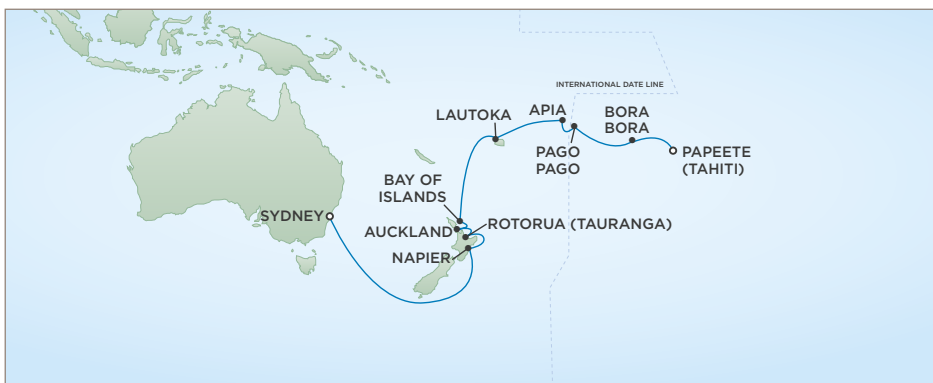 INTERNATIONAL DATE LINE
LAUTOKA
APIA
BORA
BORA
PAGO
PAGO
PAPEETE
(TAHITI)
BAY OF
ISLANDS
SYDNEY
AUCKLAND
ROTORUA (TAURANGA)
NAPIER